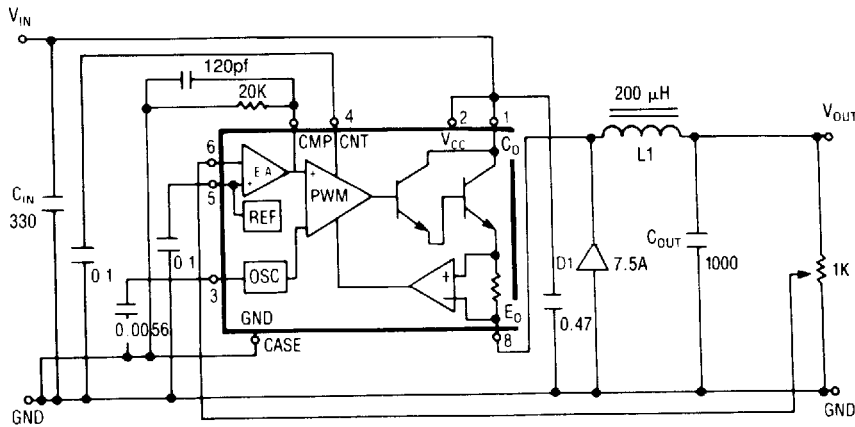 V_IN
120pf
20K
4
2
1
200 µH
V_OUT
CMP
CNT
V_CC
C_O
L1
6
E A
PWM
5
REF
C_IN
330
C_OUT
1000
D1
7.5A
1K
0 1
0 1
3
OSC
0.0056
GND
E_O
0.47
CASE
8
GND
GND